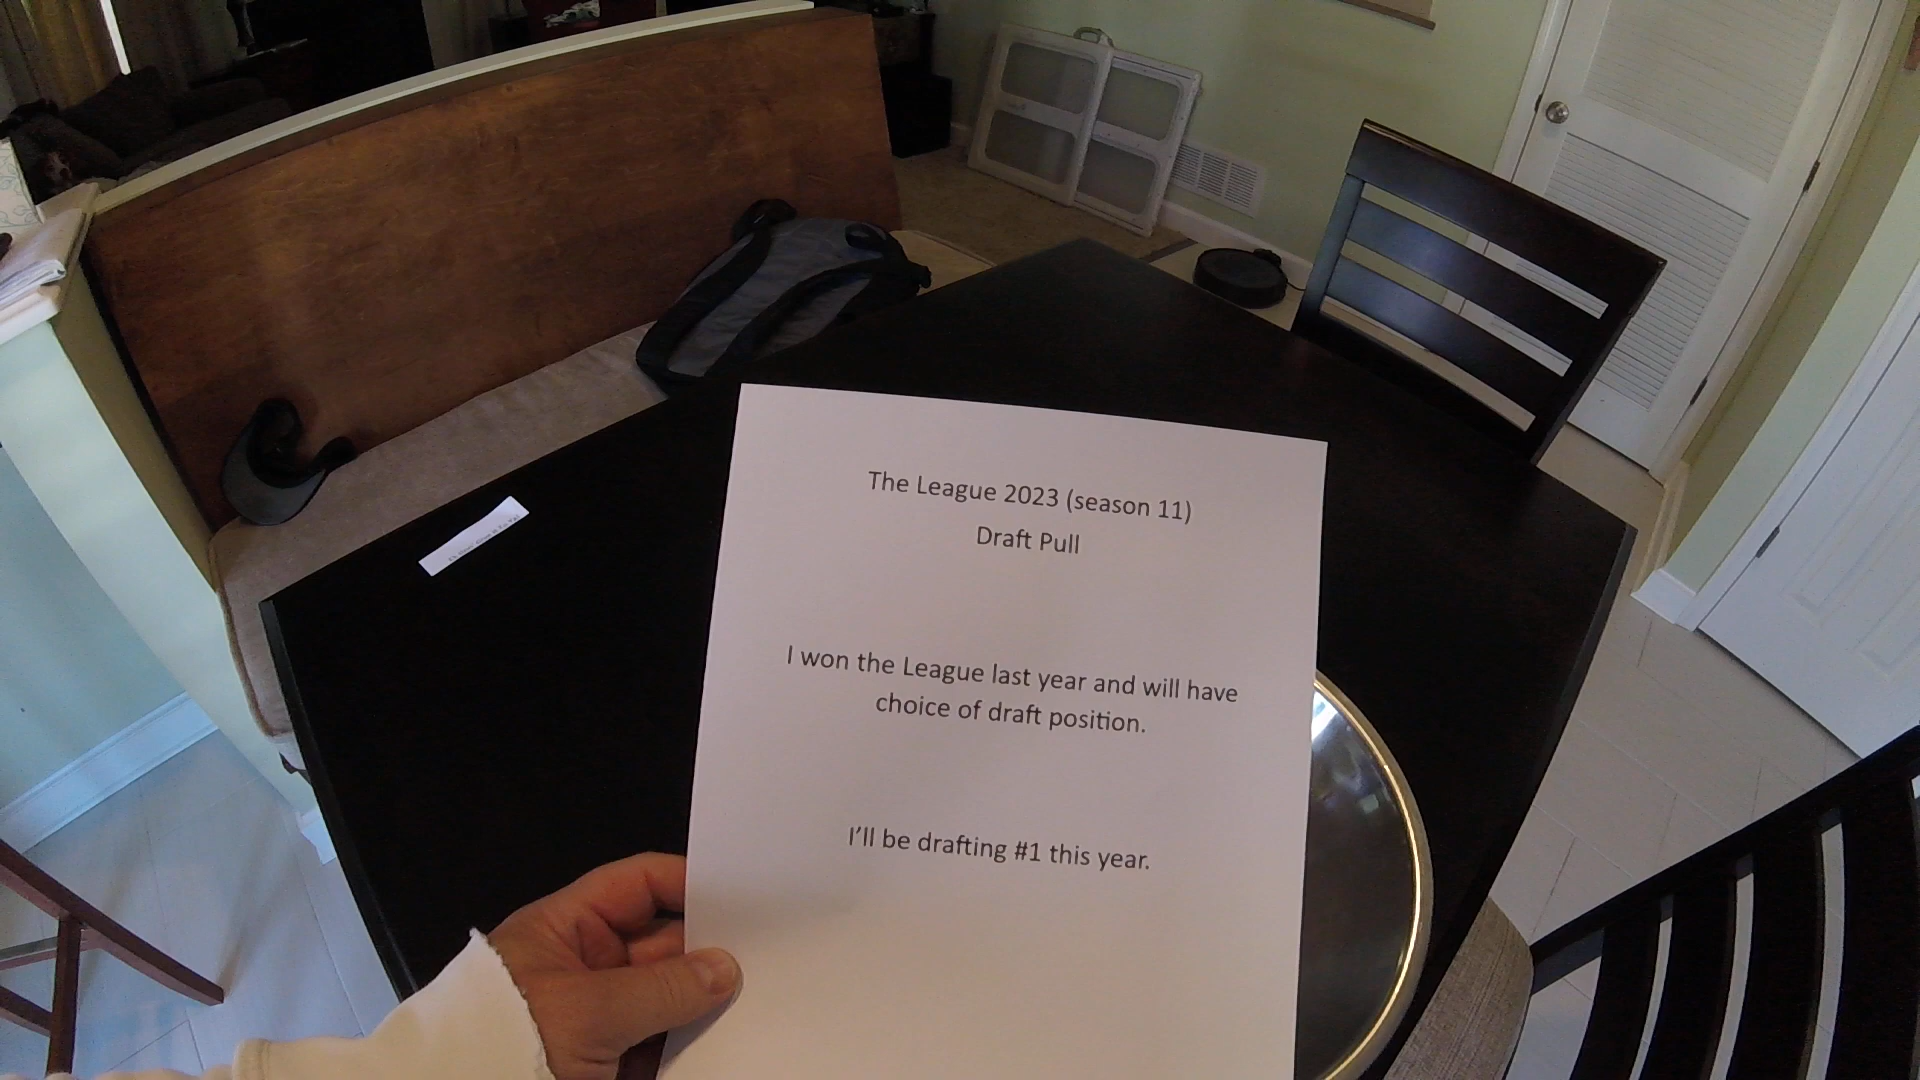 The League 2023 (season 11)
Draft Pull
I won the League last year and will have
choice of draft position.
I'll be drafting #1 this year.